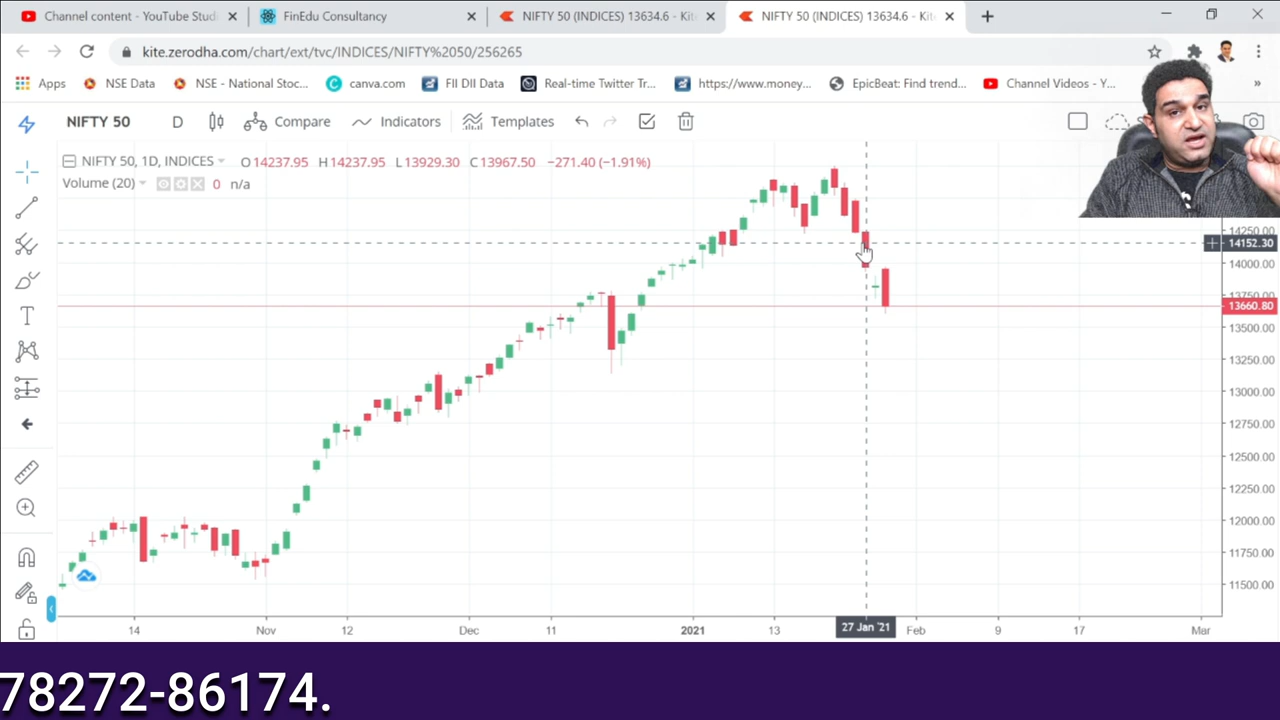 Channel content - YouTube Stud
FinEdu Consultancy
NIFTY 50 (INDICES) 13634.6 - Kit
NIFTY 50 (INDICES) 13634.6 - Kit
kite.zerodha.com/chart/ext/tvc/INDICES/NIFTY%2050/256265
Apps
NSE Data
NSE - National Stoc...
canva.com
FII DII Data
Real-time Twitter Tr...
https://www.money...
EpicBeat: Find trend...
Channel Videos - Y...
»
NIFTY 50
D
Compare
Indicators
Templates
NIFTY 50, 1D, INDICES O14237.95 H14237.95 L13929.30 C13967.50 −271.40 (−1.91%)
Volume (20) 0 n/a
14250.00
14152.30
14000.00
13750.00
13660.80
13500.00
13250.00
13000.00
12750.00
12500.00
12250.00
12000.00
11750.00
11500.00
14 Nov 12 Dec 11 2021 13 27 Jan '21 Feb 9 17 Mar
78272-86174.